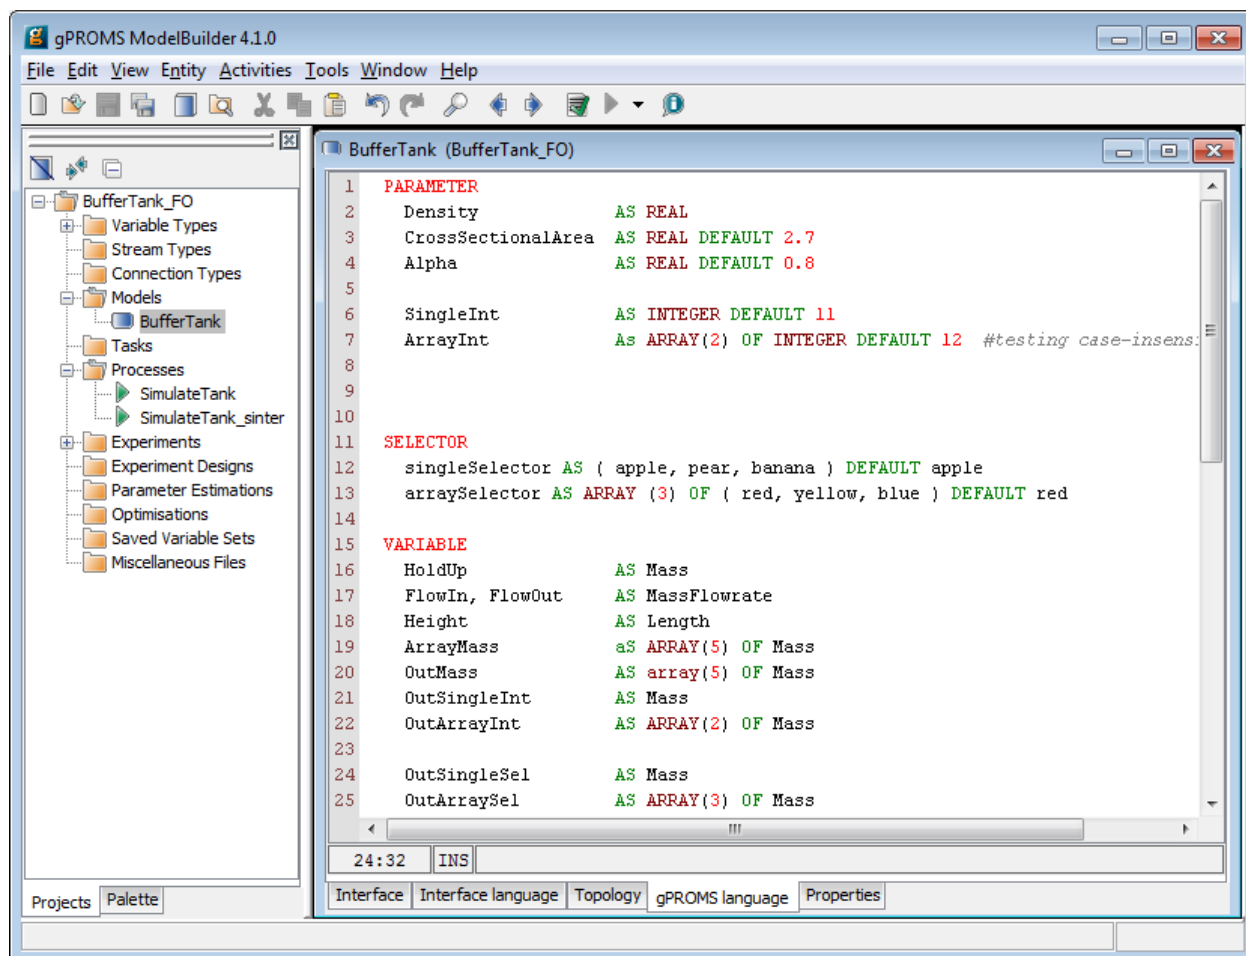 gPROMS ModelBuilder 4.1.0
File Edit View Entity Activities Tools Window Help
BufferTank_FO
Variable Types
Stream Types
Connection Types
Models
BufferTank
Tasks
Processes
SimulateTank
SimulateTank_sinter
Experiments
Experiment Designs
Parameter Estimations
Optimisations
Saved Variable Sets
Miscellaneous Files
Projects Palette
BufferTank (BufferTank_FO)
1 PARAMETER
2 Density AS REAL
3 CrossSectionalArea AS REAL DEFAULT 2.7
4 Alpha AS REAL DEFAULT 0.8
5
6 SingleInt AS INTEGER DEFAULT 11
7 ArrayInt As ARRAY(2) OF INTEGER DEFAULT 12 #testing case-insens
8
9
10
11 SELECTOR
12 singleSelector AS ( apple, pear, banana ) DEFAULT apple
13 arraySelector AS ARRAY (3) OF ( red, yellow, blue ) DEFAULT red
14
15 VARIABLE
16 HoldUp AS Mass
17 FlowIn, FlowOut AS MassFlowrate
18 Height AS Length
19 ArrayMass aS ARRAY(5) OF Mass
20 OutMass AS array(5) OF Mass
21 OutSingleInt AS Mass
22 OutArrayInt AS ARRAY(2) OF Mass
23
24 OutSingleSel AS Mass
25 OutArraySel AS ARRAY(3) OF Mass
24:32 INS
Interface Interface language Topology gPROMS language Properties